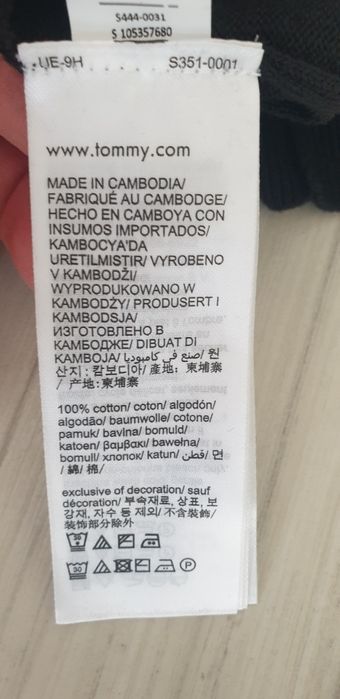 S444-0031
S 105357680
UE-9H S351-0001
www.tommy.com
MADE IN CAMBODIA/
FABRIQUÉ AU CAMBODGE/
HECHO EN CAMBOYA CON
INSUMOS IMPORTADOS/
KAMBOCYA'DA
URETILMISTIR/ VYROBENO
V KAMBODŽI/
WYPRODUKOWANO W
KAMBODŻY/ PRODUSERT I
KAMBODSJA/
ИЗГОТОВЛЕНО В
КАМБОДЖЕ/ DIBUAT DI
KAMBOJA/ صنع في كامبوديا/ 원
산지 : 캄보디아/ 產地: 柬埔寨
/ 产地: 柬埔寨
100% cotton/ coton/ algodón/
algodão/ baumwolle/ cotone/
pamuk/ bavlna/ bomuld/
katoen/ βαμβακι/ bawełna/
bomull/ хлопок/ katun/ قطن/ 면
/ 綿/ 棉/
exclusive of decoration/ sauf
décoration/ 부속재료, 상표, 보
강재, 자수 등 제외/ 不含裝飾/
装饰部分除外
30
30 P